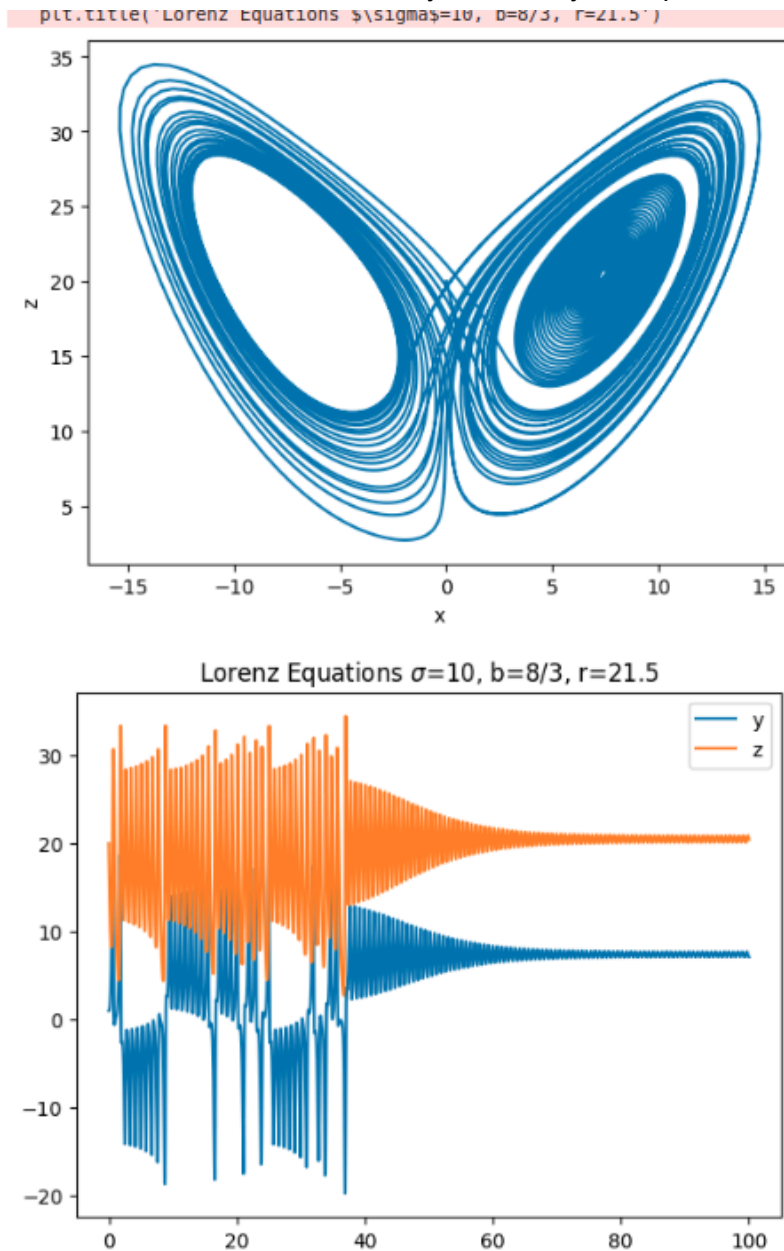 plt.title('Lorenz Equations $\sigma$=10, b=8/3, r=21.5')
35
30
25
20
15
10
5
z
−15 −10 −5 0 5 10 15
x
Lorenz Equations σ=10, b=8/3, r=21.5
y
z
30
20
10
0
−10
−20
0 20 40 60 80 100